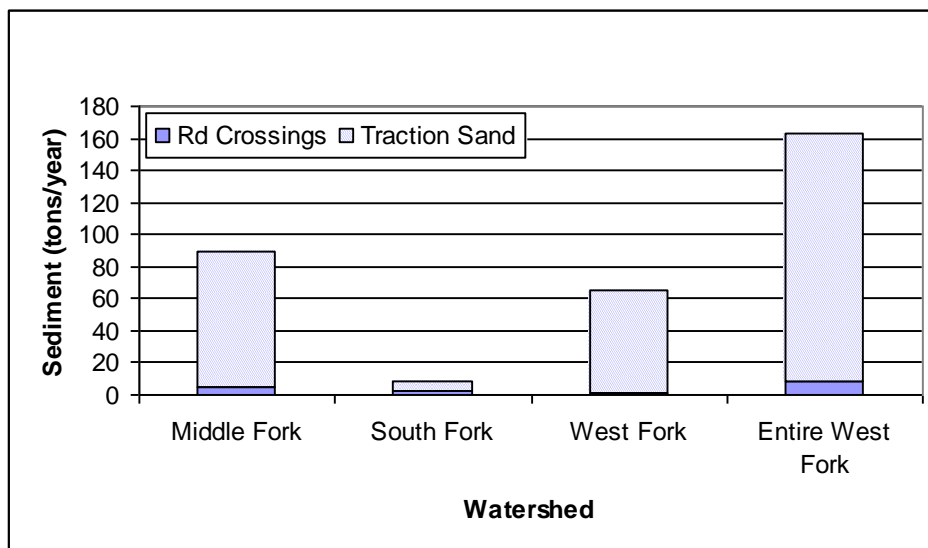 180
160
140
120
100
80
60
40
20
0
Sediment (tons/year)
Rd Crossings Traction Sand
Middle Fork South Fork West Fork Entire West
Fork
Watershed